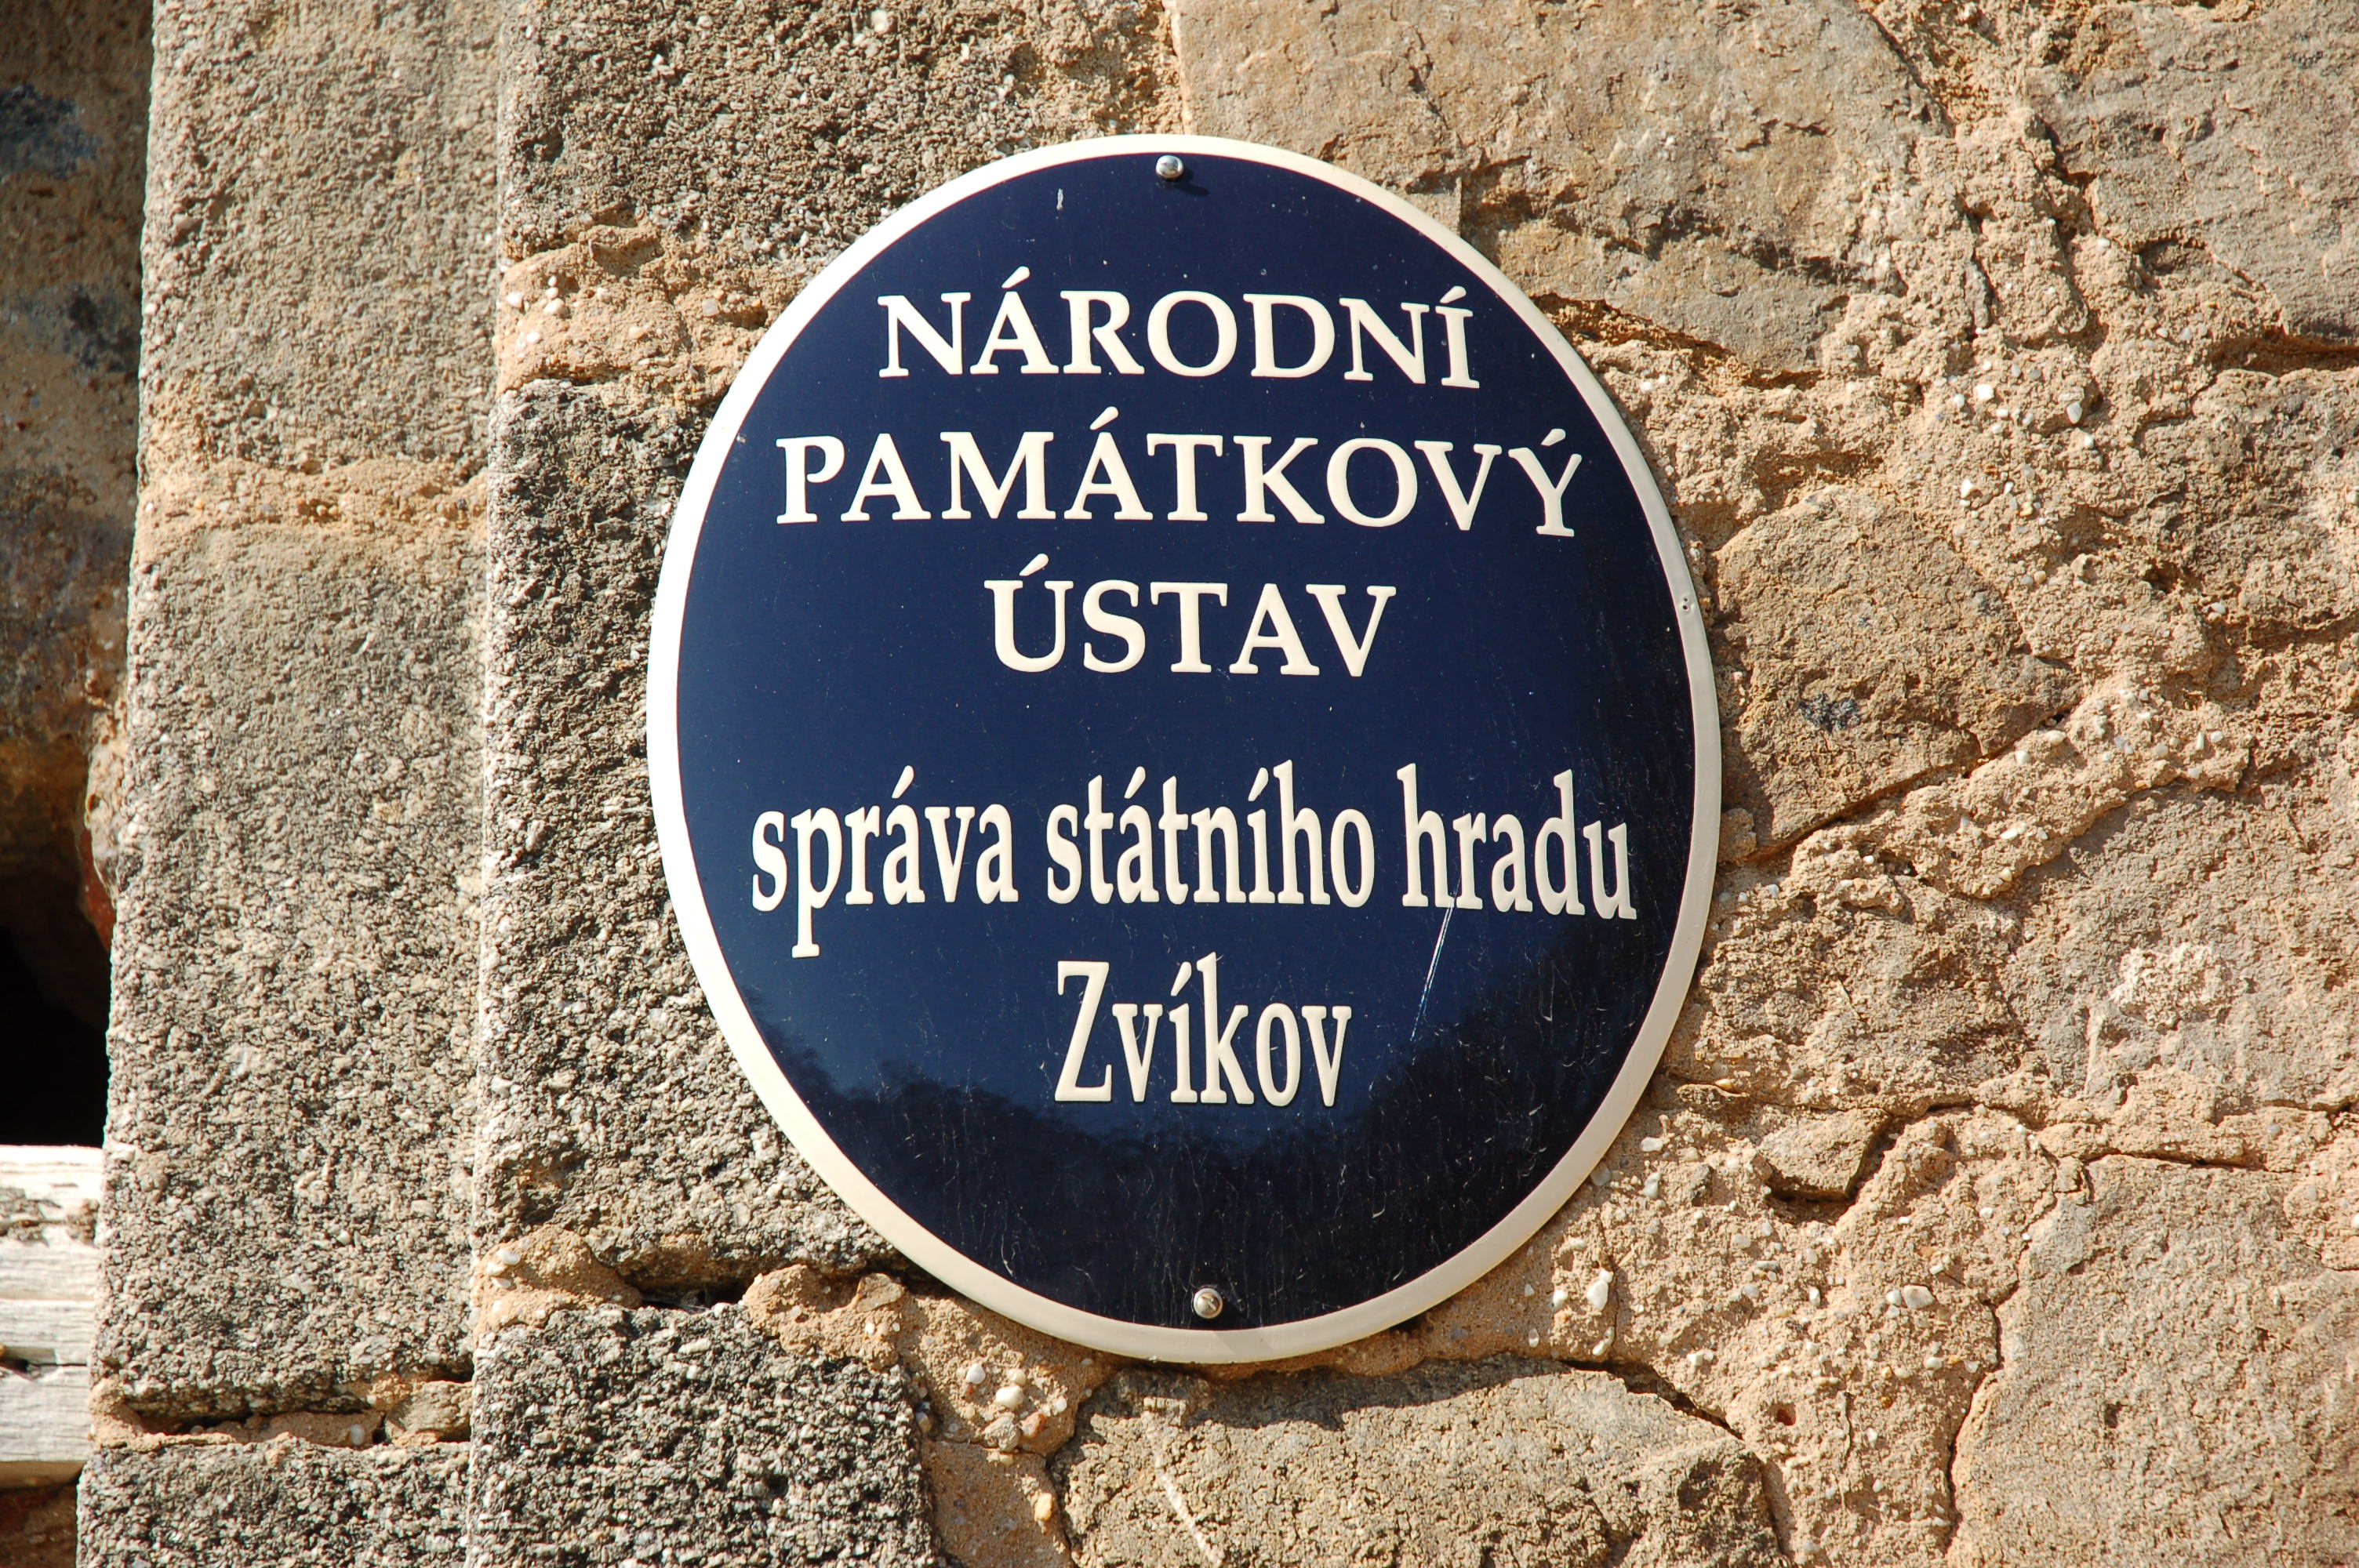 NÁRODNÍ
PAMÁTKOVÝ
ÚSTAV
správa státního hradu
Zvíkov